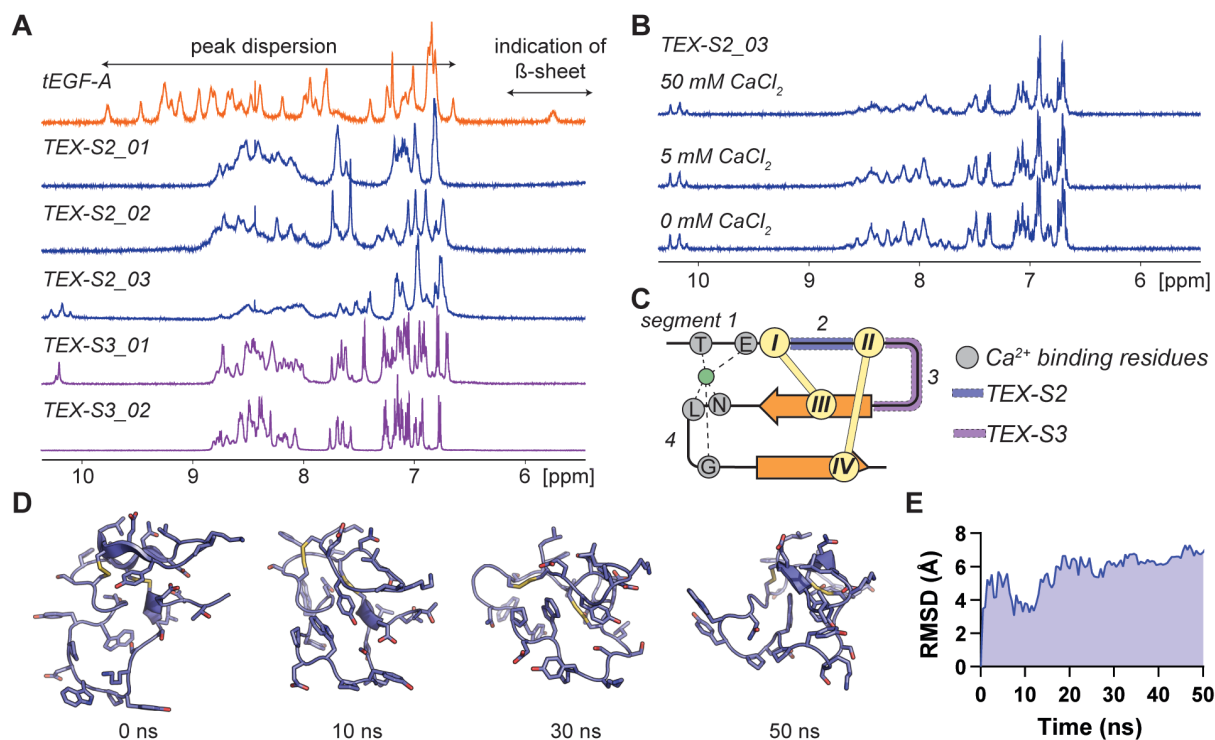 A
peak dispersion
indication of
ß-sheet
tEGF-A
TEX-S2_01
TEX-S2_02
TEX-S2_03
TEX-S3_01
TEX-S3_02
10 9 8 7 6 [ppm]
B
TEX-S2_03
50 mM CaCl2
5 mM CaCl2
0 mM CaCl2
10 9 8 7 6 [ppm]
C
segment 1 2
T E I II
3
L N III
4
G IV
Ca2+ binding residues
TEX-S2
TEX-S3
D
0 ns 10 ns 30 ns 50 ns
E
RMSD (Å)
8
6
4
2
0
0 10 20 30 40 50
Time (ns)